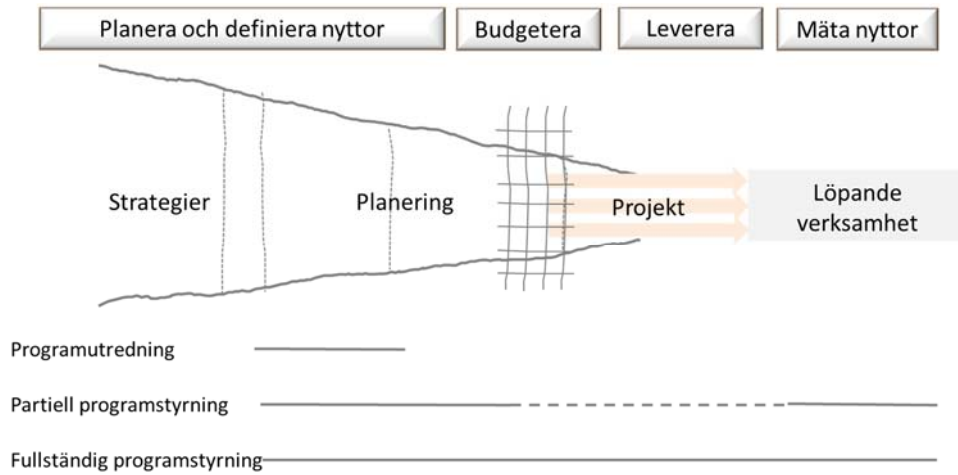 Planera och definiera nyttor
Budgetera
Leverera
Mäta nyttor
Strategier
Planering
Projekt
Löpande
verksamhet
Programutredning
Partiell programstyrning
Fullständig programstyrning